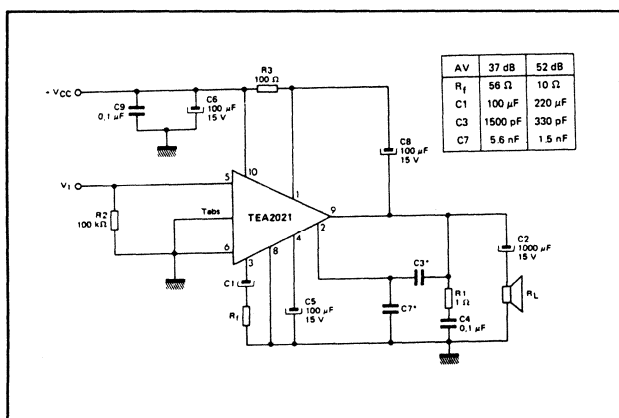 R3
100 Ω
+ VCC
C9
0,1 µF
C6
100 µF
15 V
C8
100 µF
15 V
AV 37 dB 52 dB
Rf 56 Ω 10 Ω
C1 100 µF 220 µF
C3 1500 pF 330 pF
C7 5.6 nF 1.5 nF
10
1
VI
5
R2
100 kΩ
Tabs
TEA2021
9
2
6
3
8
4
C2
1000 µF
15 V
C3*
C1
C5
100 µF
15 V
C7*
R1
1 Ω
RL
Rf
C4
0,1 µF